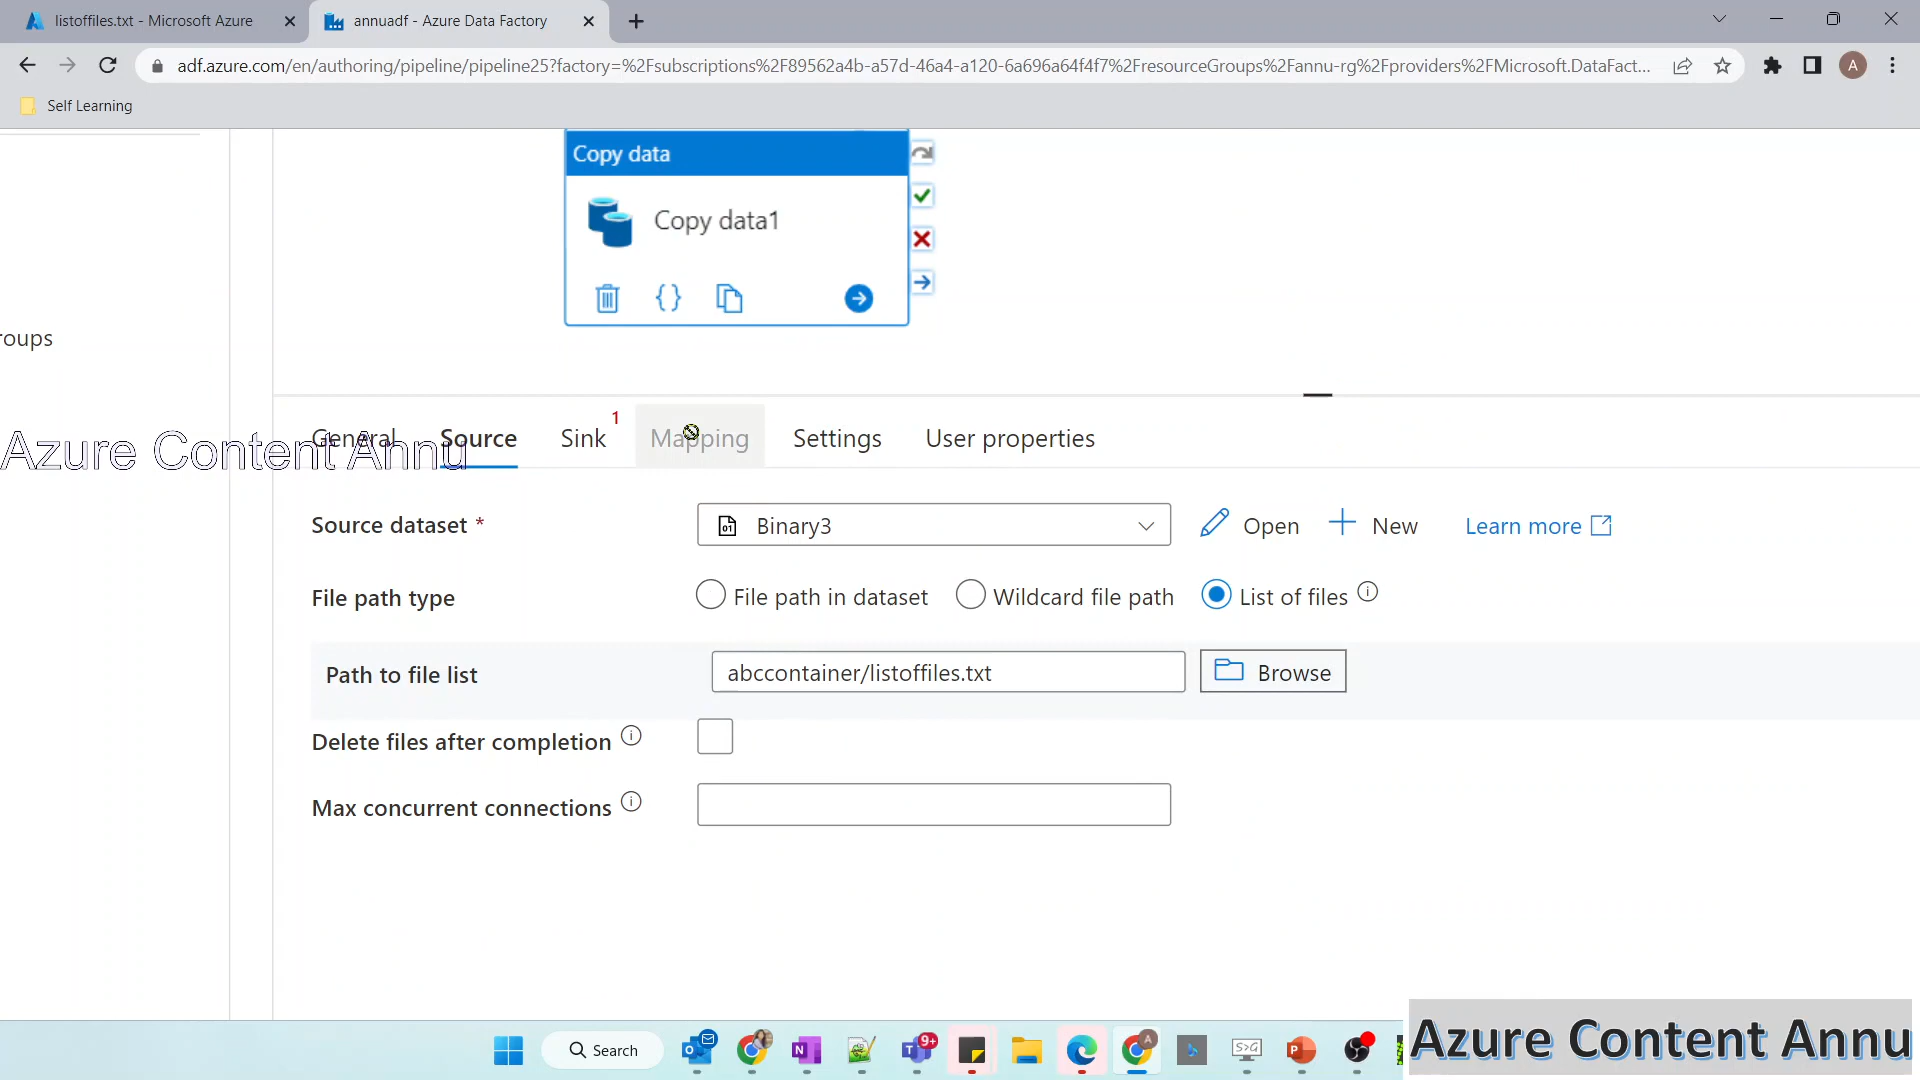 listoffiles.txt - Microsoft Azure
annuadf - Azure Data Factory
adf.azure.com/en/authoring/pipeline/pipeline25?factory=%2Fsubscriptions%2F89562a4b-a57d-46a4-a120-6a696a64f4f7%2FresourceGroups%2Fannu-rg%2Fproviders%2FMicrosoft.DataFact...
A
Self Learning
Copy data
Copy data1
roups
General
Source
Sink
1
Mapping
Settings
User properties
Azure Content Annu
Source dataset *
Binary3
Open
New
Learn more
File path type
File path in dataset
Wildcard file path
List of files
Path to file list
abccontainer/listoffiles.txt
Browse
Delete files after completion
Max concurrent connections
Search
9+
Azure Content Annu